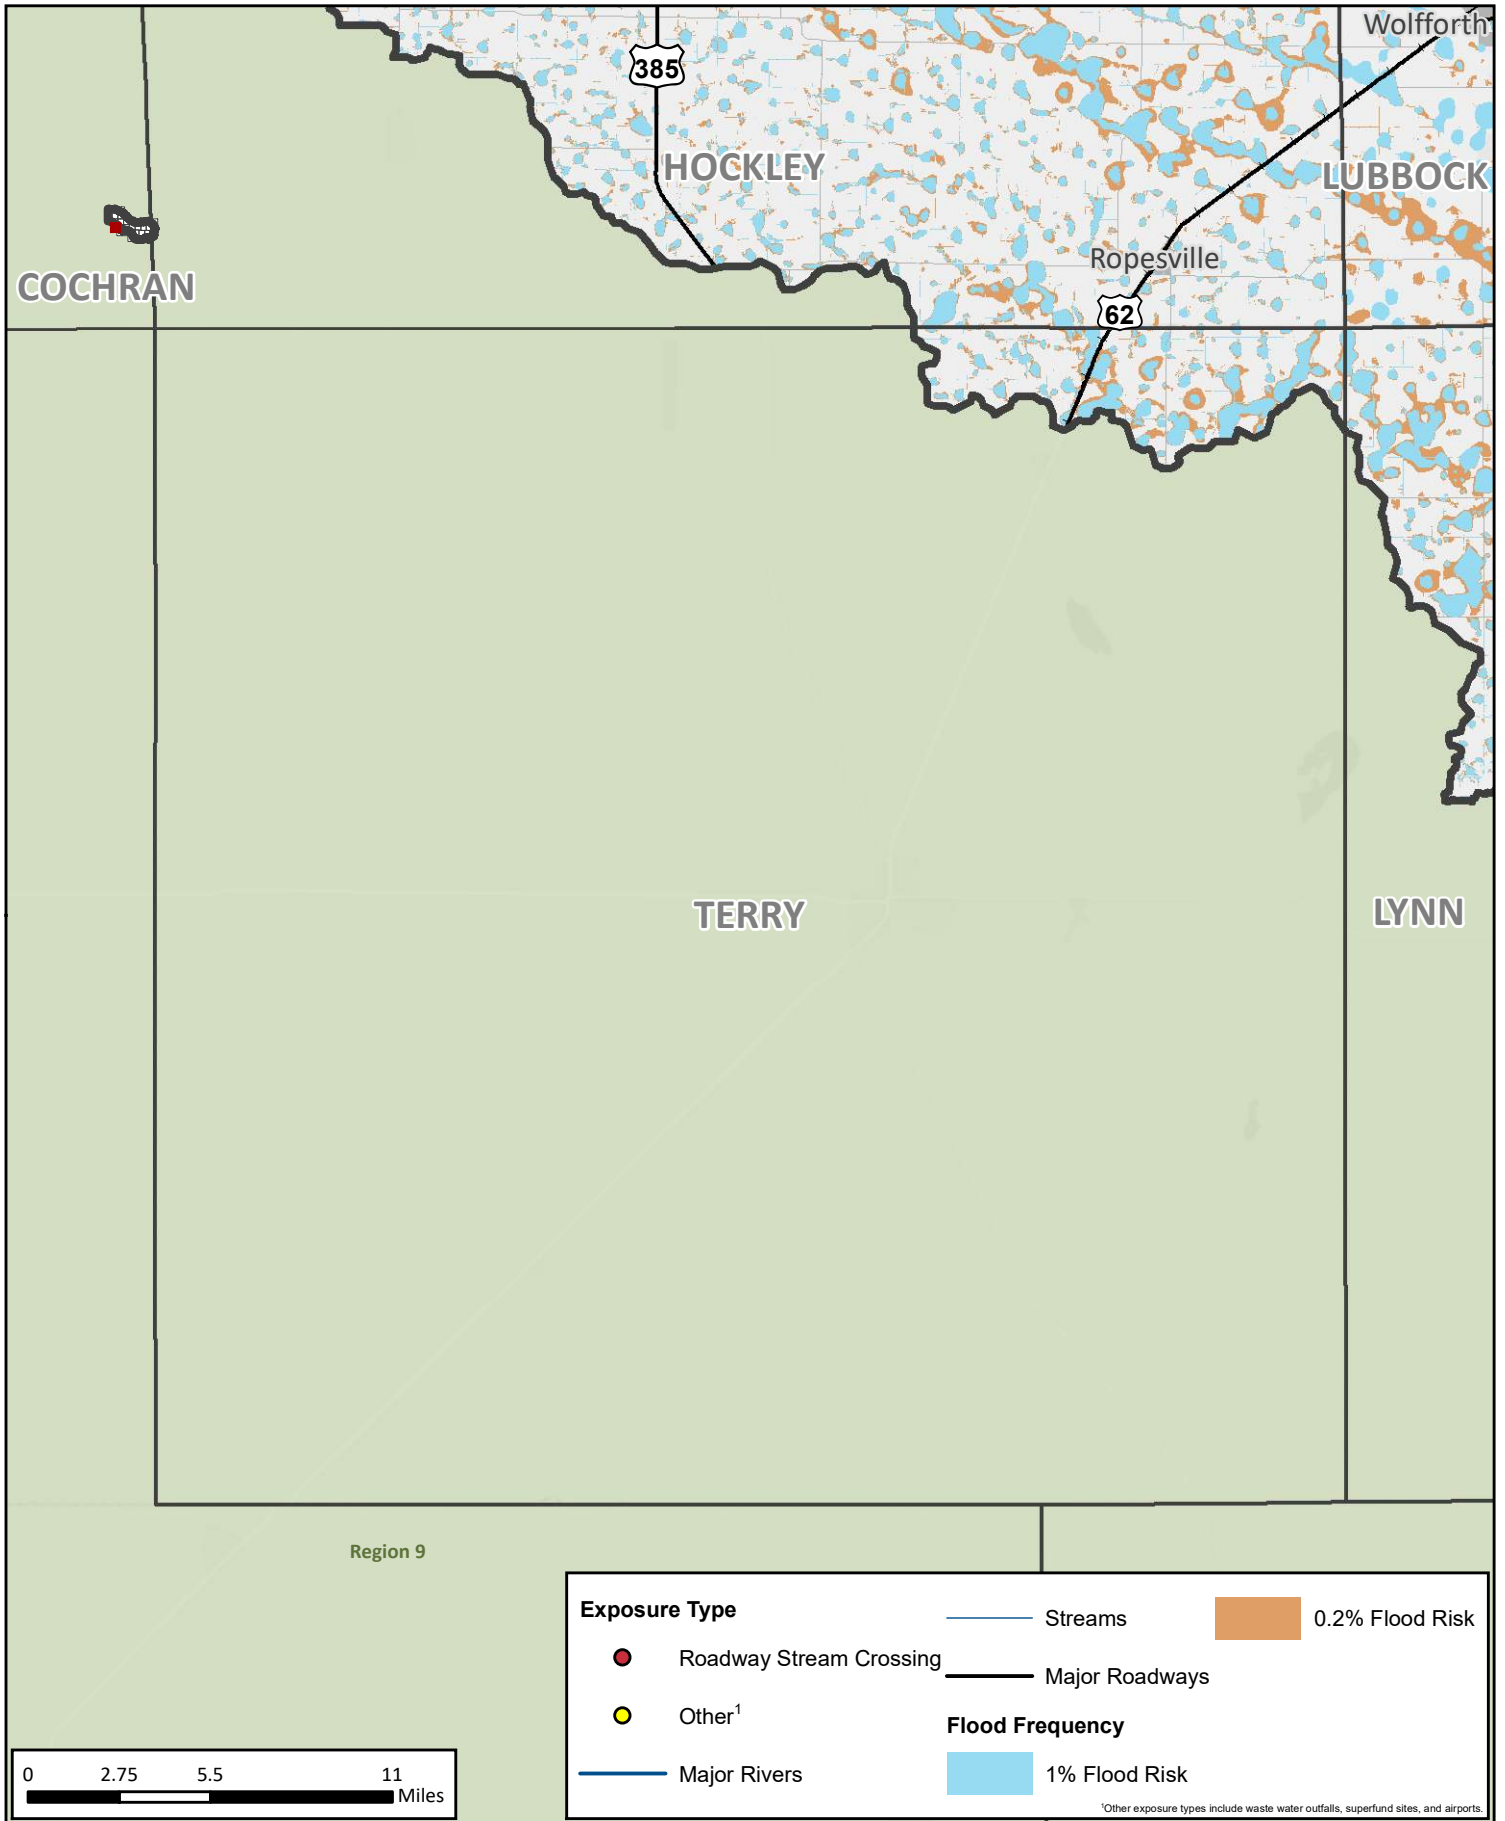 Wolfforth
385
HOCKLEY
LUBBOCK
Ropesville
COCHRAN
62
TERRY
LYNN
Region 9
Exposure Type
Roadway Stream Crossing
Other¹
Major Rivers
Streams
Major Roadways
Flood Frequency
1% Flood Risk
0.2% Flood Risk
¹Other exposure types include waste water outfalls, superfund sites, and airports.
0 2.75 5.5 11
Miles